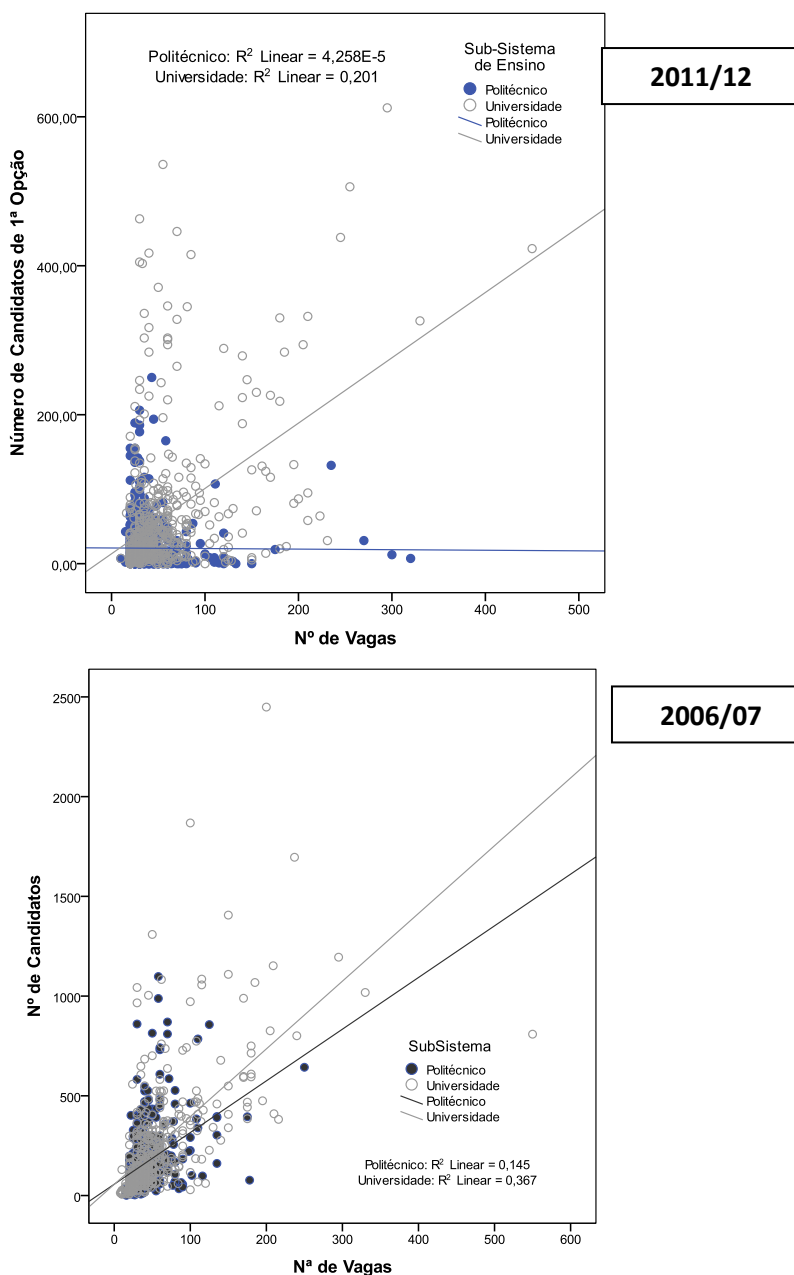 Politécnico: R² Linear = 4,258E-5
Universidade: R² Linear = 0,201
Sub-Sistema
de Ensino
Politécnico
Universidade
Politécnico
Universidade
2011/12
Número de Candidatos de 1ª Opção
600,00
400,00
200,00
0,00
0 100 200 300 400 500
Nº de Vagas
2006/07
Nº de Candidatos
2500
2000
1500
1000
500
0
SubSistema
Politécnico
Universidade
Politécnico
Universidade
Politécnico: R² Linear = 0,145
Universidade: R² Linear = 0,367
0 100 200 300 400 500 600
Nª de Vagas